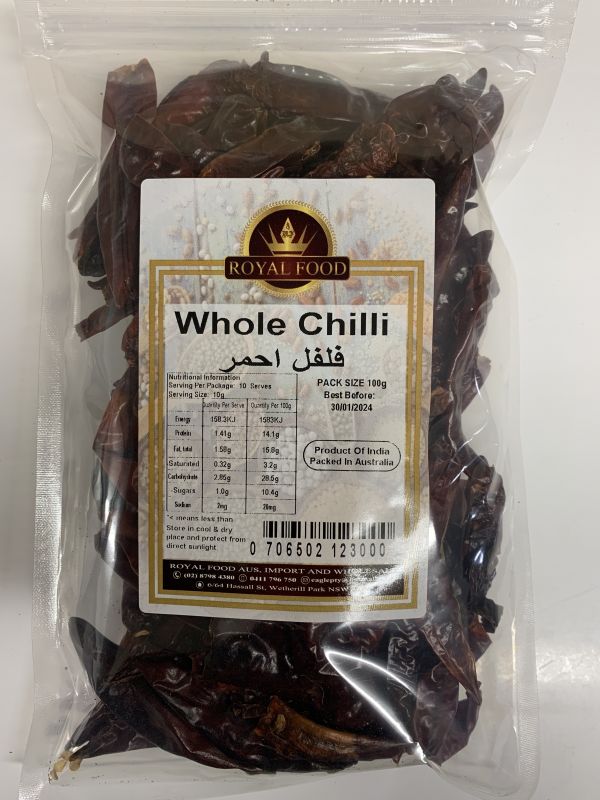 ROYAL FOOD
Whole Chilli
فلفل احمر
Nutritional Information
Serving Per Package: 10 Serves
Serving Size: 10g
Quantity Per Serve Quantity Per 100g
Energy 158.3KJ 1583KJ
Protein 1.41g 14.1g
Fat, total 1.58g 15.8g
Saturated 0.32g 3.2g
Carbohydrate 2.85g 28.5g
Sugars 1.0g 10.4g
Sodium 2mg 20mg
"< means less than
Store in cool & dry
place and protect from
direct sunlight
PACK SIZE 100g
Best Before:
30/01/2024
Product Of India
Packed In Australia
0 706502 123000
ROYAL FOOD AUS, IMPORT AND
(02) 8798 4380 0411 796 750
6/64 Hassall St, Wetherill Park NSW